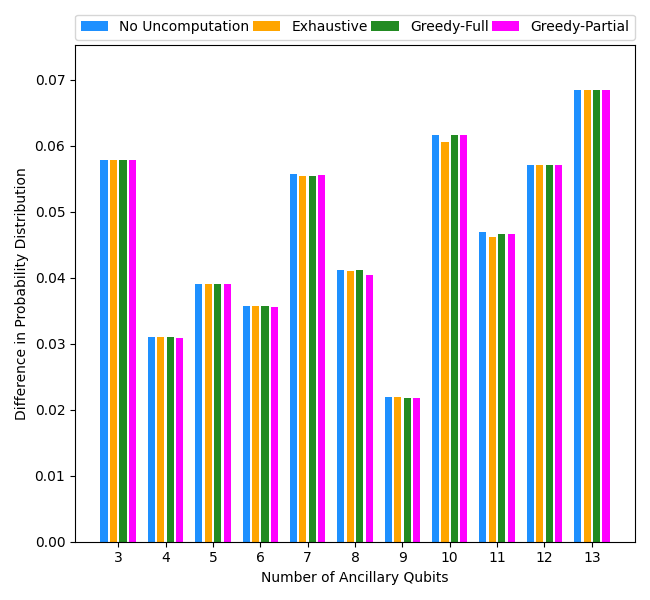 No Uncomputation Exhaustive Greedy-Full Greedy-Partial
Difference in Probability Distribution
0.07
0.06
0.05
0.04
0.03
0.02
0.01
0.00
3 4 5 6 7 8 9 10 11 12 13
Number of Ancillary Qubits